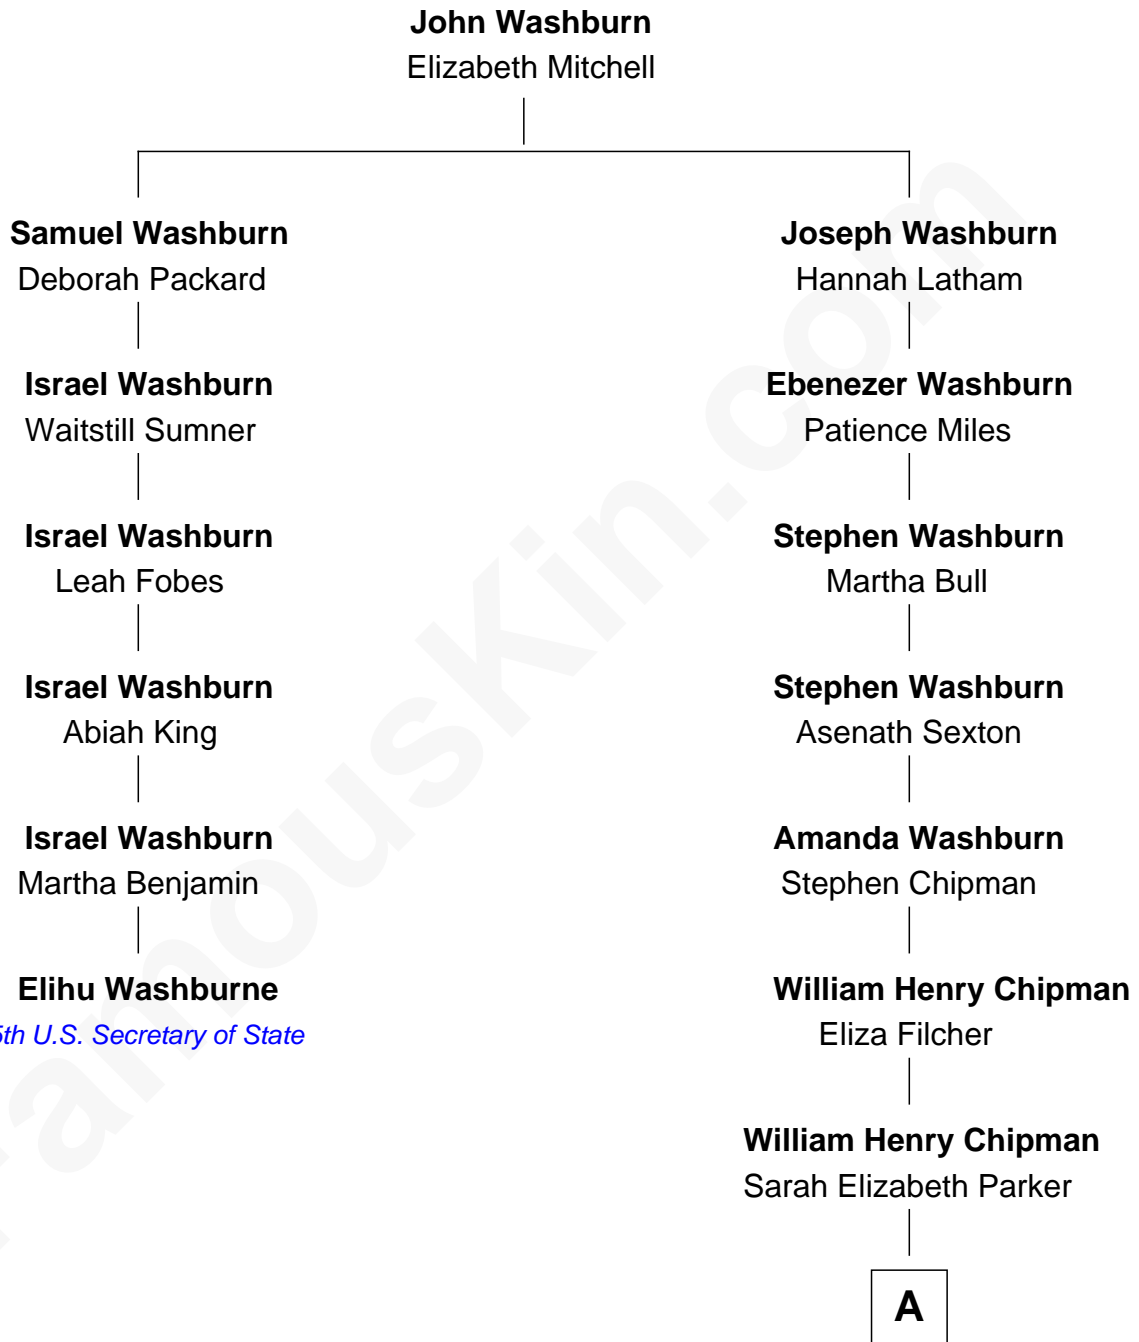 John Washburn
Elizabeth Mitchell
Samuel Washburn
Deborah Packard
Israel Washburn
Waitstill Sumner
Israel Washburn
Leah Fobes
Israel Washburn
Abiah King
Israel Washburn
Martha Benjamin
Elihu Washburne
5th U.S. Secretary of State
Joseph Washburn
Hannah Latham
Ebenezer Washburn
Patience Miles
Stephen Washburn
Martha Bull
Stephen Washburn
Asenath Sexton
Amanda Washburn
Stephen Chipman
William Henry Chipman
Eliza Filcher
William Henry Chipman
Sarah Elizabeth Parker
A
FamousKin.com